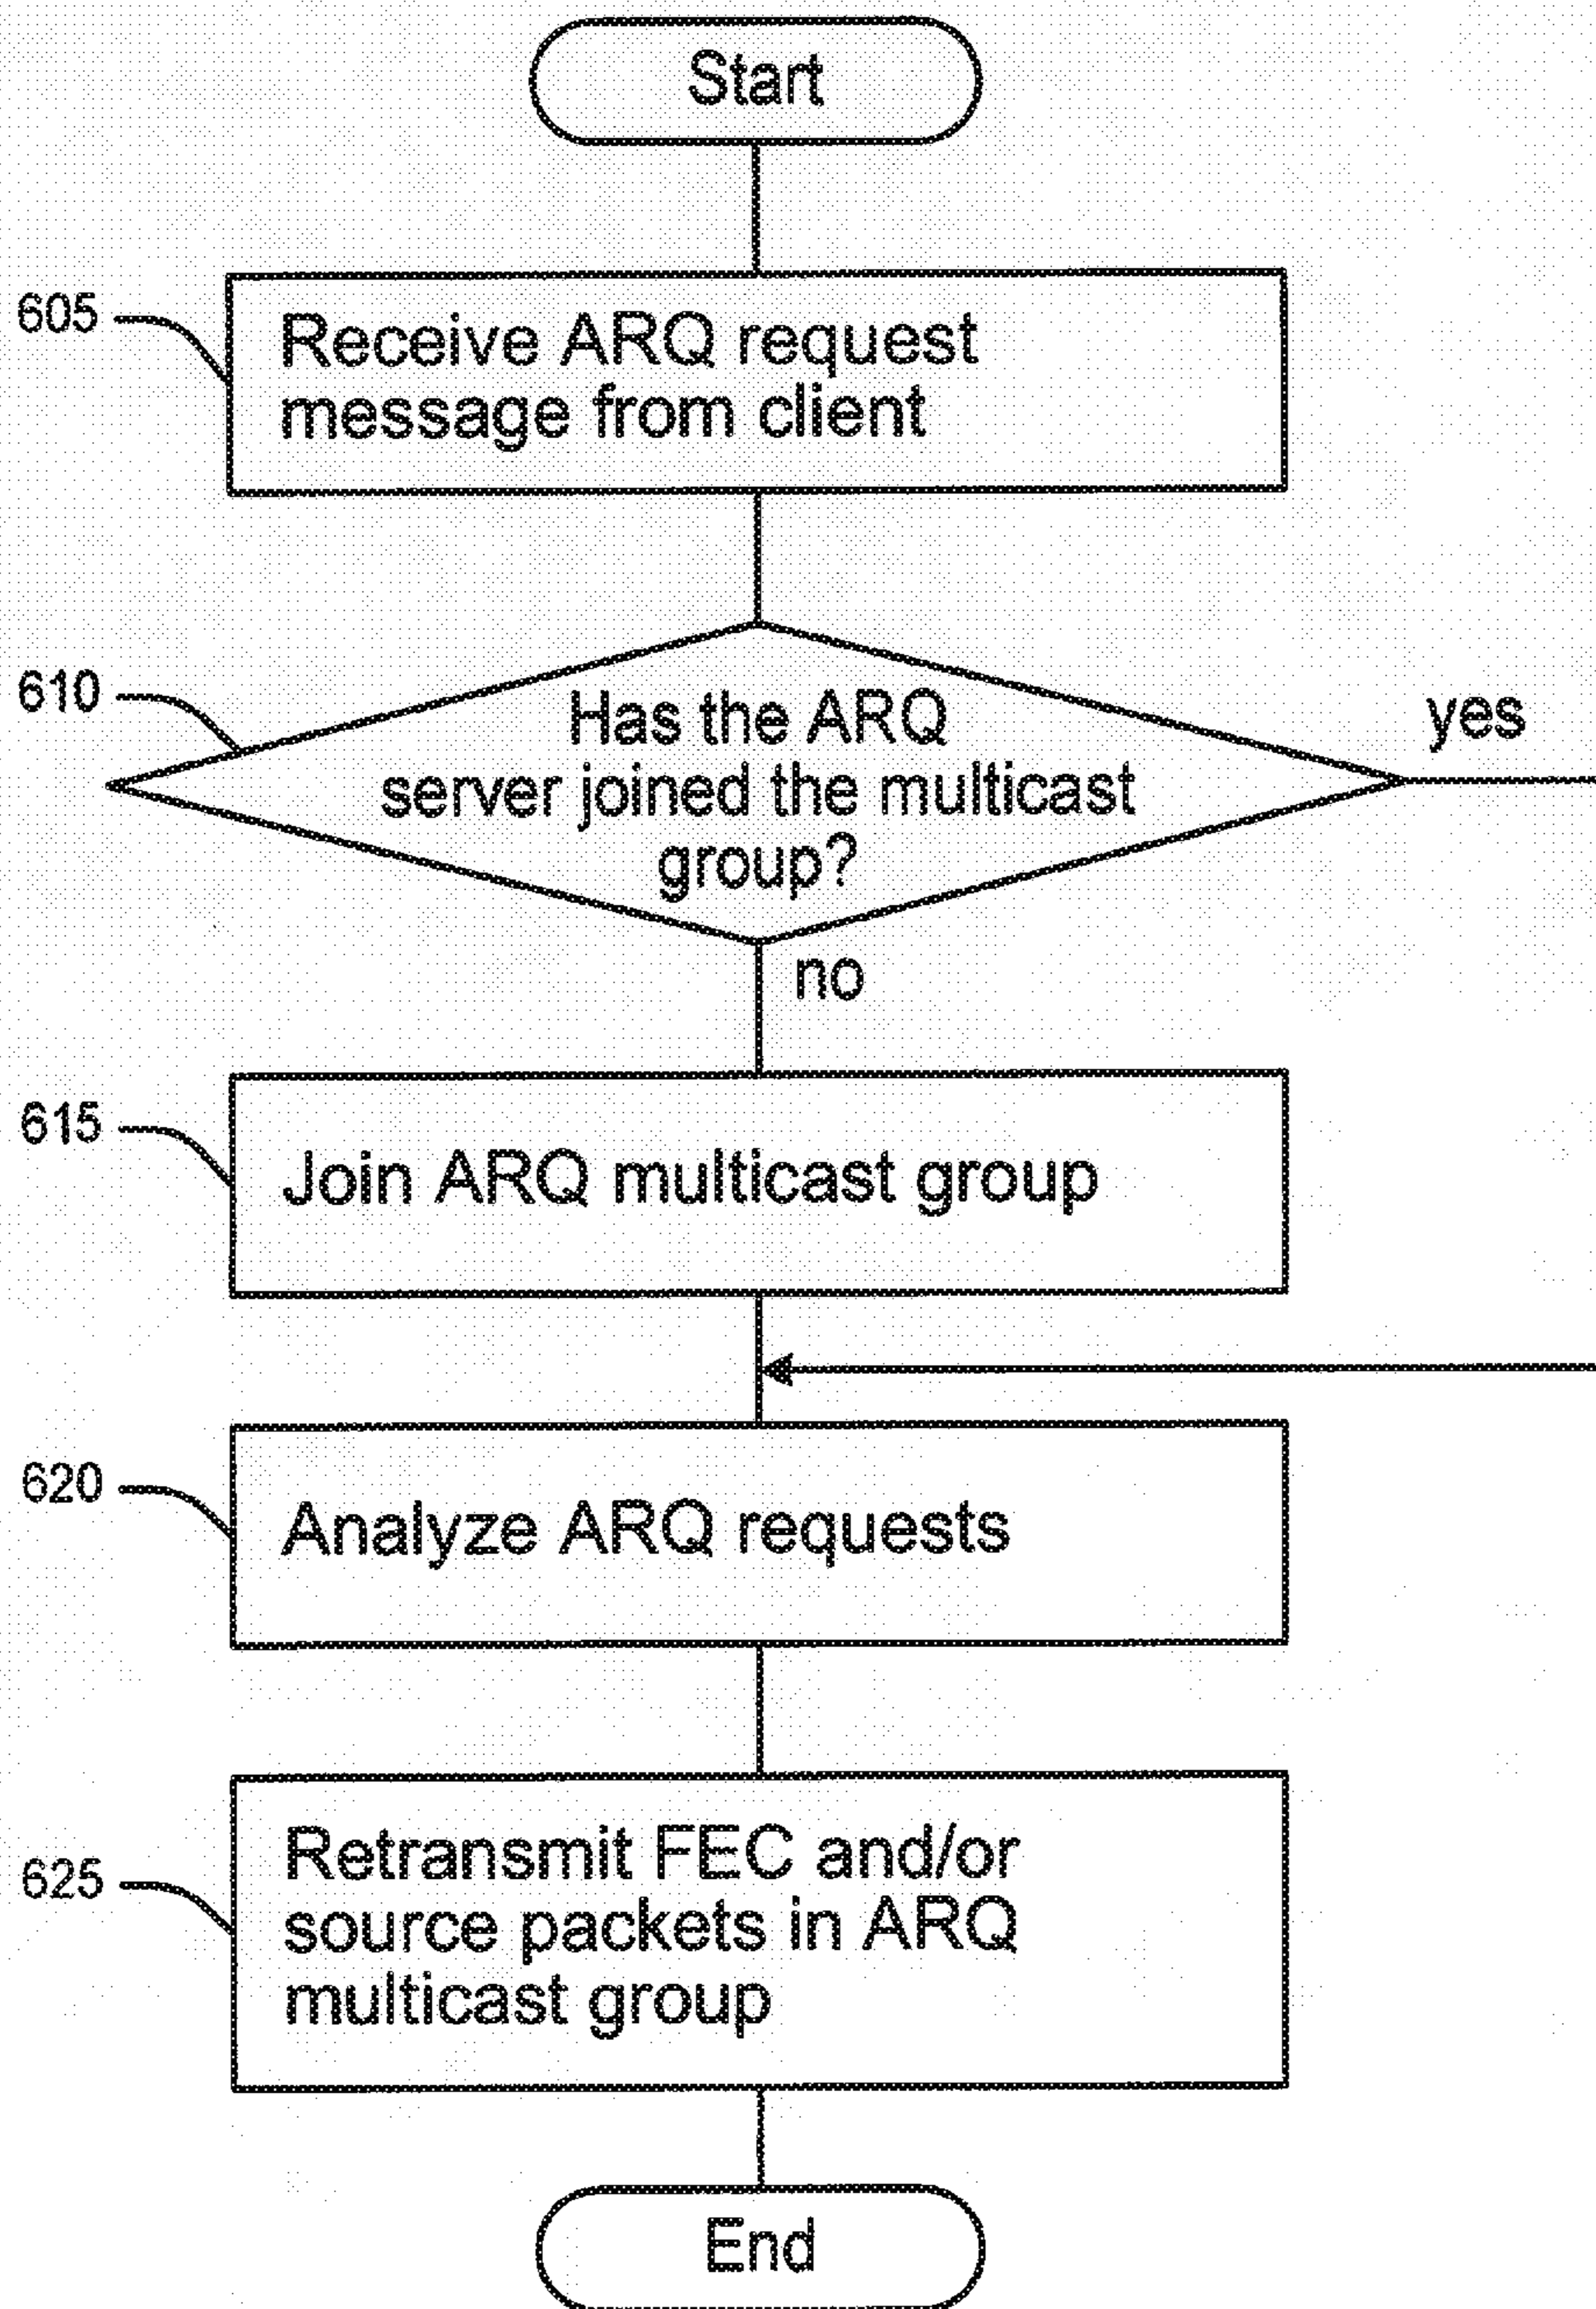 Start
605
Receive ARQ request
message from client
610
Has the ARQ
server joined the multicast
group?
yes
no
615
Join ARQ multicast group
620
Analyze ARQ requests
625
Retransmit FEC and/or
source packets in ARQ
multicast group
End